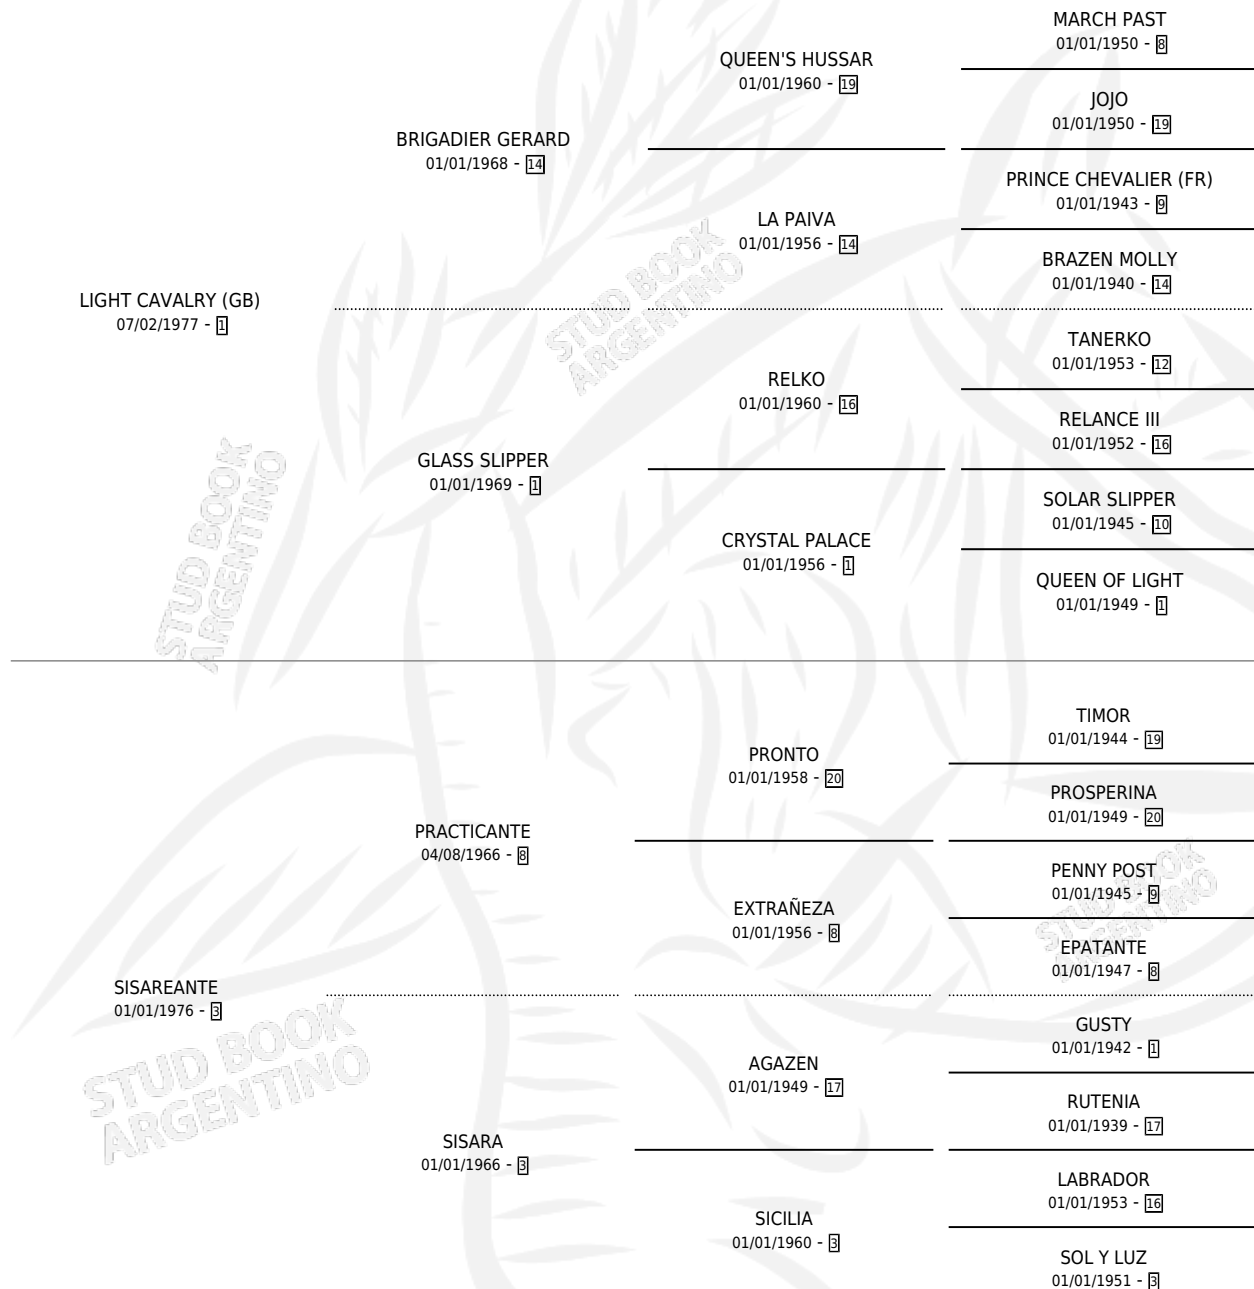 MARCH PAST
01/01/1950 - 8
QUEEN'S HUSSAR
01/01/1960 - 19
JOJO
01/01/1950 - 19
BRIGADIER GERARD
01/01/1968 - 14
PRINCE CHEVALIER (FR)
01/01/1943 - 9
LA PAIVA
01/01/1956 - 14
BRAZEN MOLLY
01/01/1940 - 14
LIGHT CAVALRY (GB)
07/02/1977 - 1
STUD BOOK
ARGENTINO
TANERKO
01/01/1953 - 12
RELKO
01/01/1960 - 16
RELANCE III
01/01/1952 - 16
GLASS SLIPPER
01/01/1969 - 1
SOLAR SLIPPER
01/01/1945 - 10
CRYSTAL PALACE
01/01/1956 - 1
QUEEN OF LIGHT
01/01/1949 - 1
STUD BOOK
ARGENTINO
TIMOR
01/01/1944 - 19
PRONTO
01/01/1958 - 20
PROSPERINA
01/01/1949 - 20
PRACTICANTE
04/08/1966 - 8
PENNY POST
01/01/1945 - 9
EXTRAÑEZA
01/01/1956 - 8
STUD BOOK
ARGENTINO
EPATANTE
01/01/1947 - 8
SISAREANTE
01/01/1976 - 3
GUSTY
01/01/1942 - 1
AGAZEN
01/01/1949 - 17
STUD BOOK
ARGENTINO
RUTENIA
01/01/1939 - 17
SISARA
01/01/1966 - 3
LABRADOR
01/01/1953 - 16
SICILIA
01/01/1960 - 3
SOL Y LUZ
01/01/1951 - 3